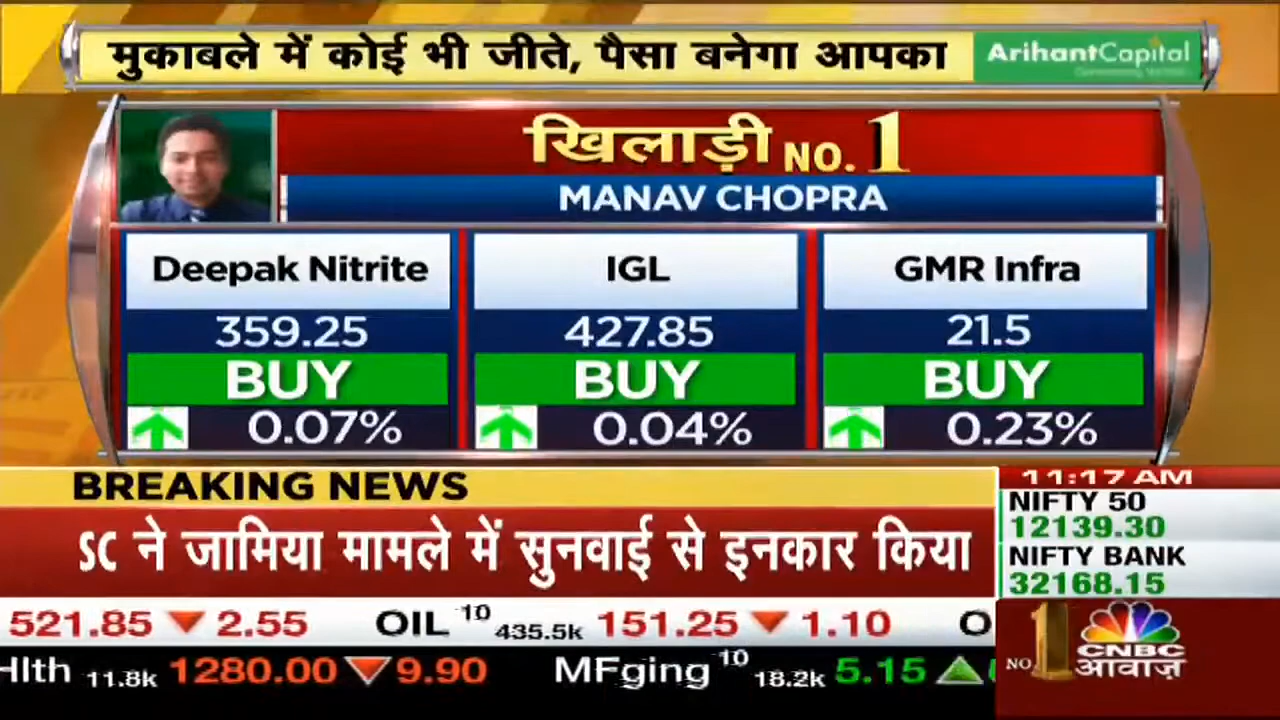 मुकाबले में कोई भी जीते, पैसा बनेगा आपका
ArihantCapital
खिलाड़ी NO. 1
MANAV CHOPRA
Deepak Nitrite
359.25
BUY
0.07%
IGL
427.85
BUY
0.04%
GMR Infra
21.5
BUY
0.23%
BREAKING NEWS
SC ने जामिया मामले में सुनवाई से इनकार किया
11:17 AM
NIFTY 50
12139.30
NIFTY BANK
32168.15
521.85 ▼ 2.55 OIL 10 435.5k 151.25 ▼ 1.10 O
Hlth 11.8k 1280.00 ▼ 9.90 MFging 10 18.2k 5.15 ▲
NO. 1 CNBC
आवाज़